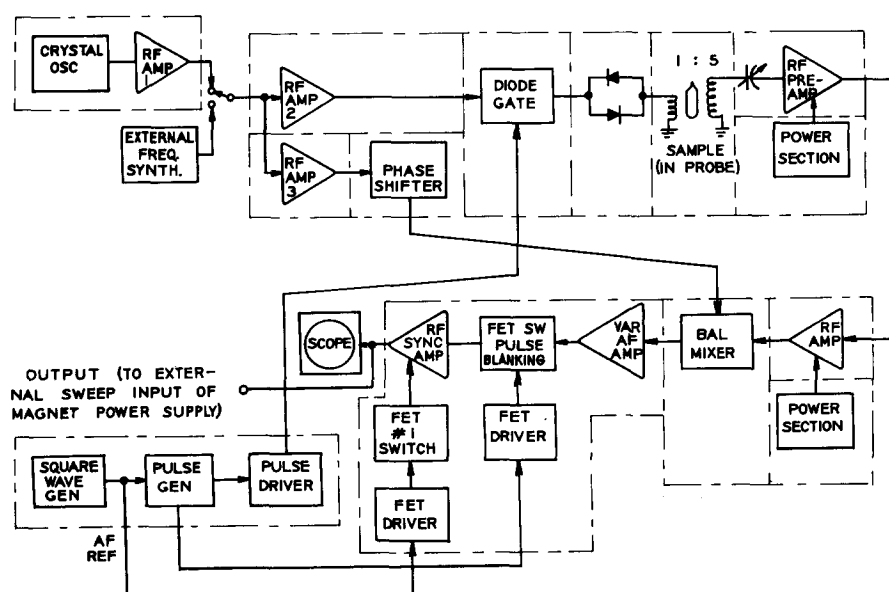 CRYSTAL
OSC
RF
AMP
1
EXTERNAL
FREQ.
SYNTH.
RF
AMP
2
RF
AMP
3
PHASE
SHIFTER
DIODE
GATE
1 : 5
SAMPLE
(IN PROBE)
RF
PRE-
AMP
POWER
SECTION
SCOPE
RF
SYNC
AMP
FET SW
PULSE
BLANKING
VAR
AF
AMP
BAL
MIXER
RF
AMP
POWER
SECTION
OUTPUT (TO EXTER-
NAL SWEEP INPUT OF
MAGNET POWER SUPPLY)
FET
#1
SWITCH
FET
DRIVER
FET
DRIVER
SQUARE
WAVE
GEN
PULSE
GEN
PULSE
DRIVER
AF
REF